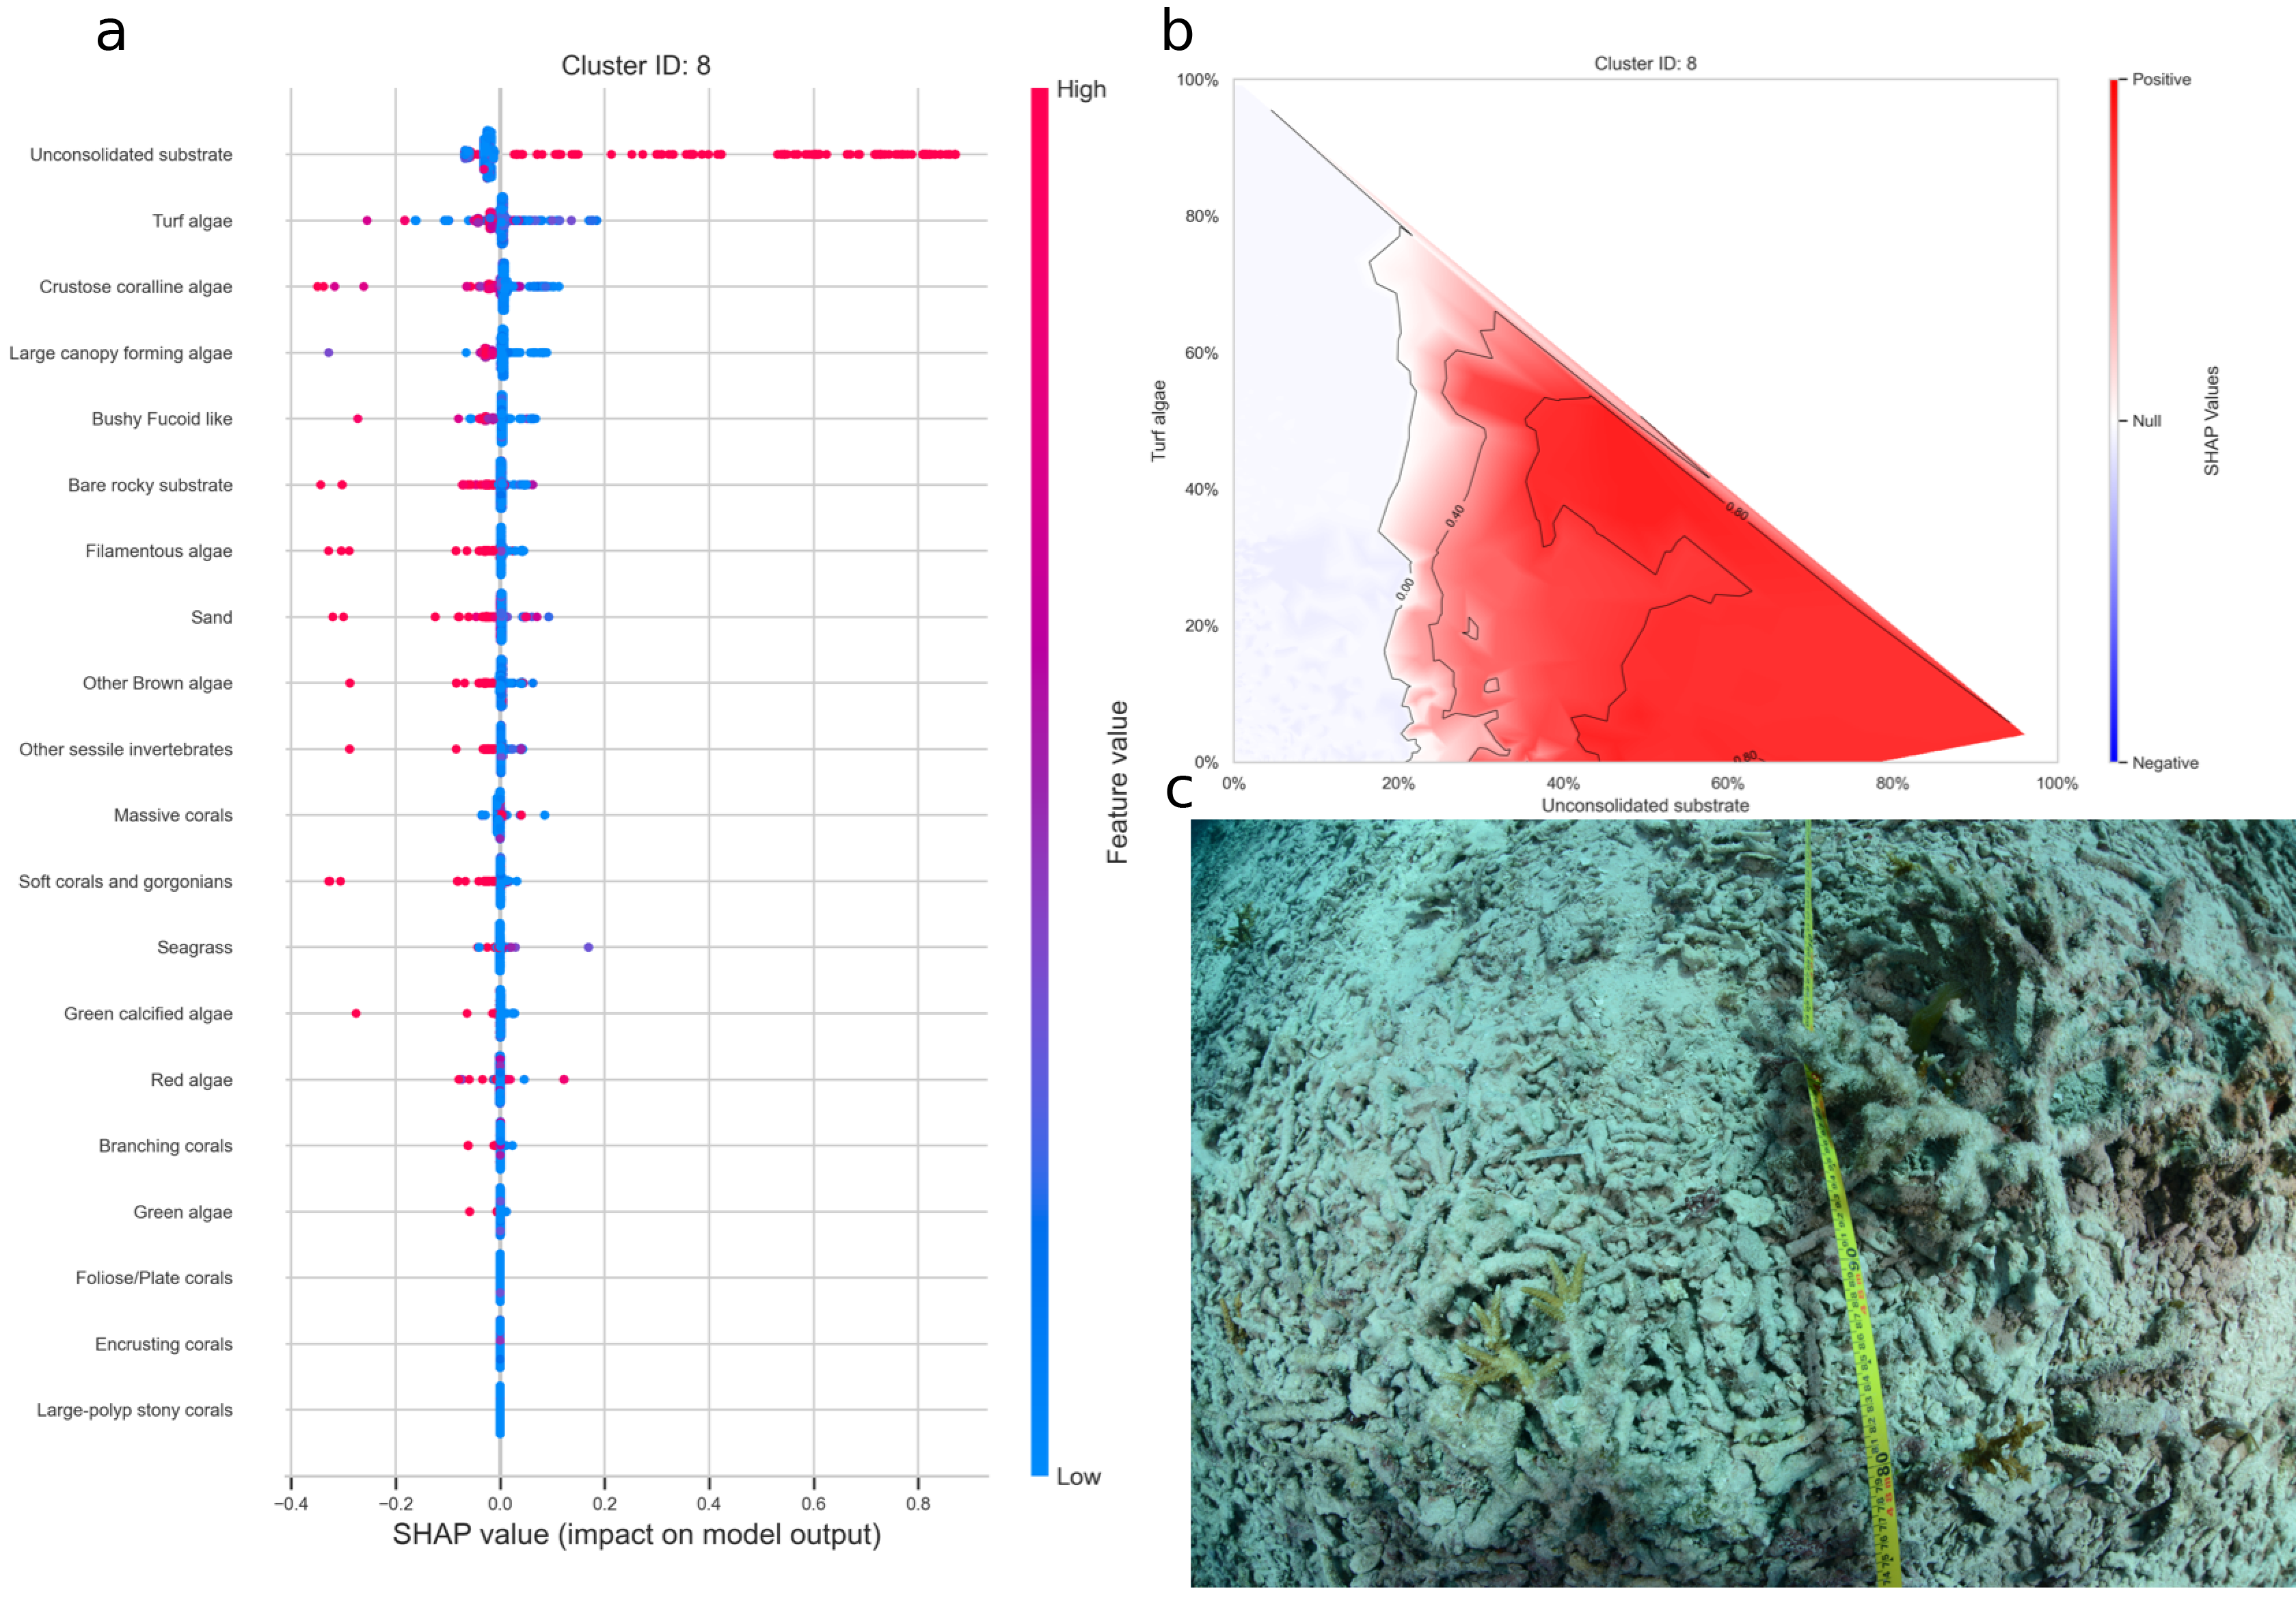 a
Cluster ID: 8
High
Unconsolidated substrate
Turf algae
Crustose coralline algae
Large canopy forming algae
Bushy Fucoid like
Bare rocky substrate
Filamentous algae
Sand
Other Brown algae
Other sessile invertebrates
Massive corals
Soft corals and gorgonians
Seagrass
Green calcified algae
Red algae
Branching corals
Green algae
Foliose/Plate corals
Encrusting corals
Large-polyp stony corals
Low
Feature value
−0.4 −0.2 0.0 0.2 0.4 0.6 0.8
SHAP value (impact on model output)
b
Cluster ID: 8
100%
80%
60%
40%
20%
0%
Turf algae
0.00
0.40
0.80
0.80
0% 20% 40% 60% 80% 100%
Unconsolidated substrate
Positive
Null
Negative
SHAP Values
c
90
80